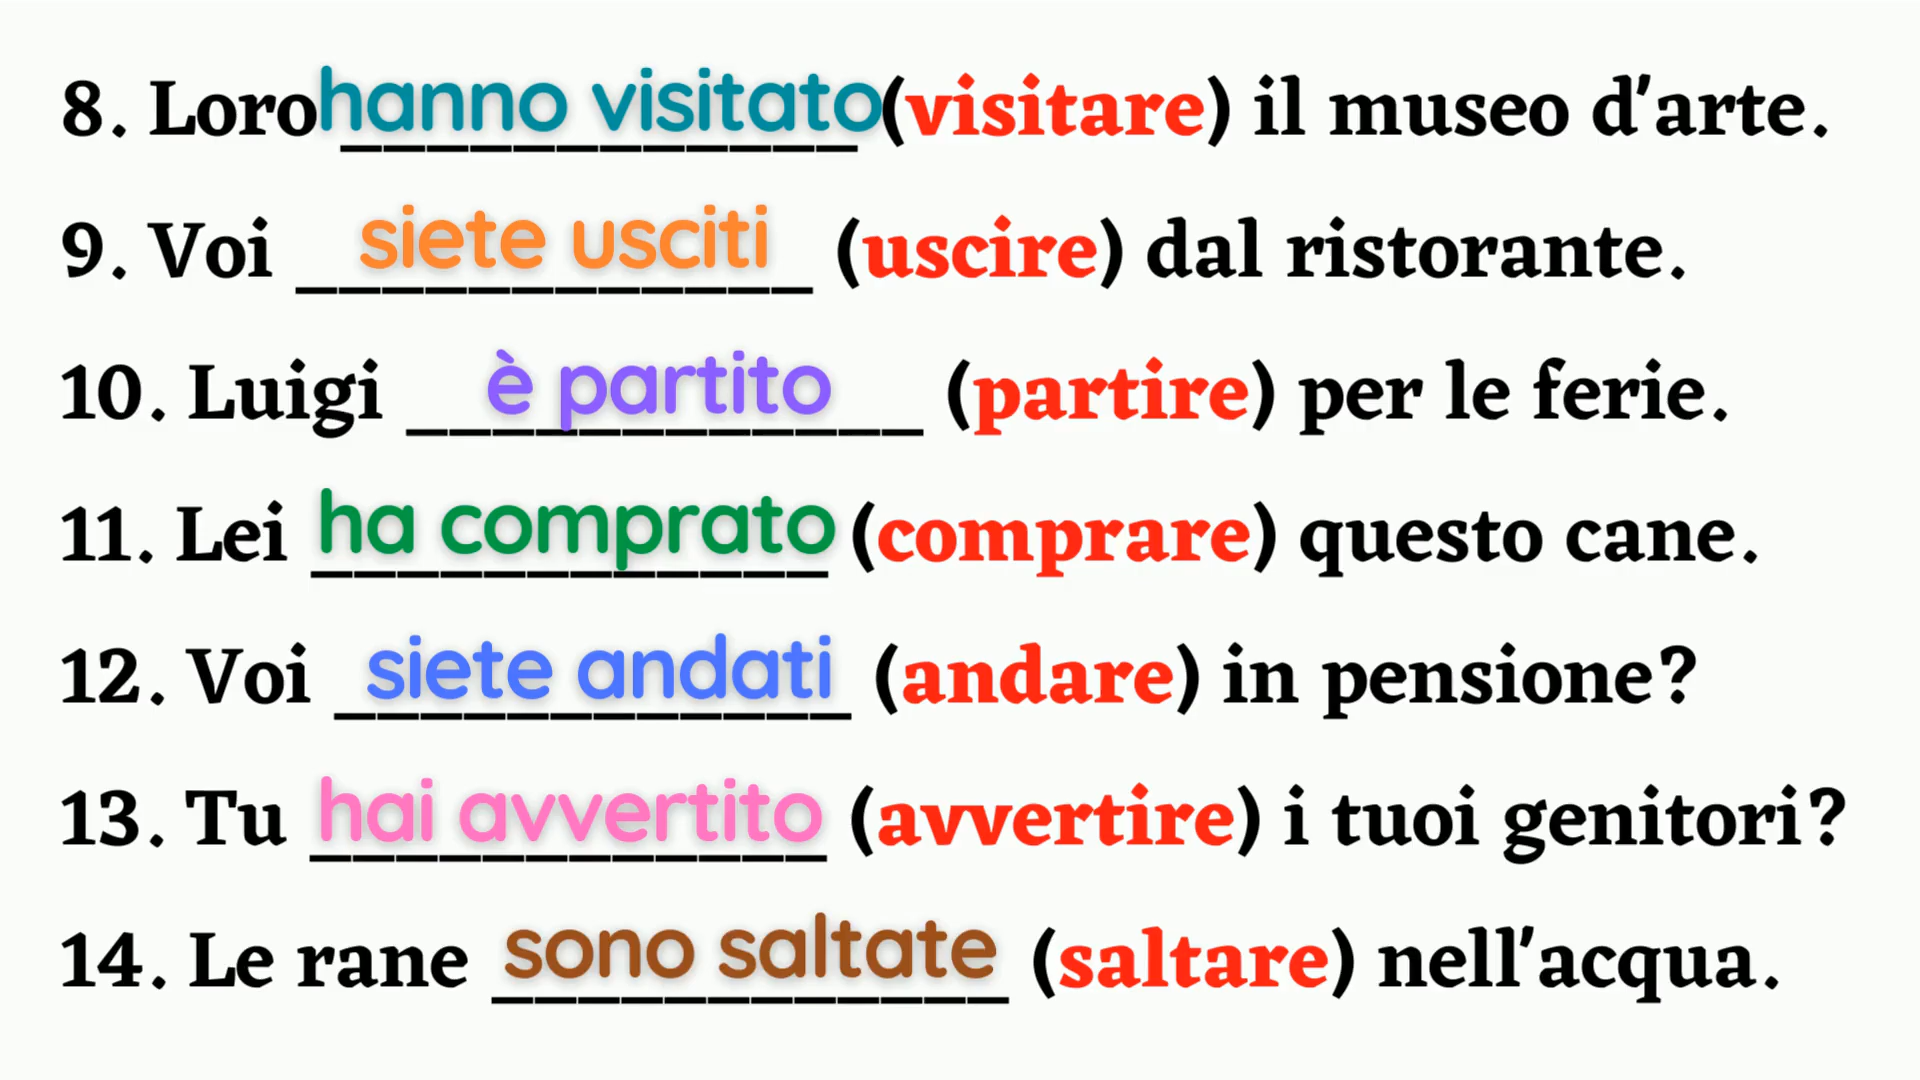 8. Loro hanno visitato (visitare) il museo d'arte.
9. Voi siete usciti (uscire) dal ristorante.
10. Luigi è partito (partire) per le ferie.
11. Lei ha comprato (comprare) questo cane.
12. Voi siete andati (andare) in pensione?
13. Tu hai avvertito (avvertire) i tuoi genitori?
14. Le rane sono saltate (saltare) nell'acqua.